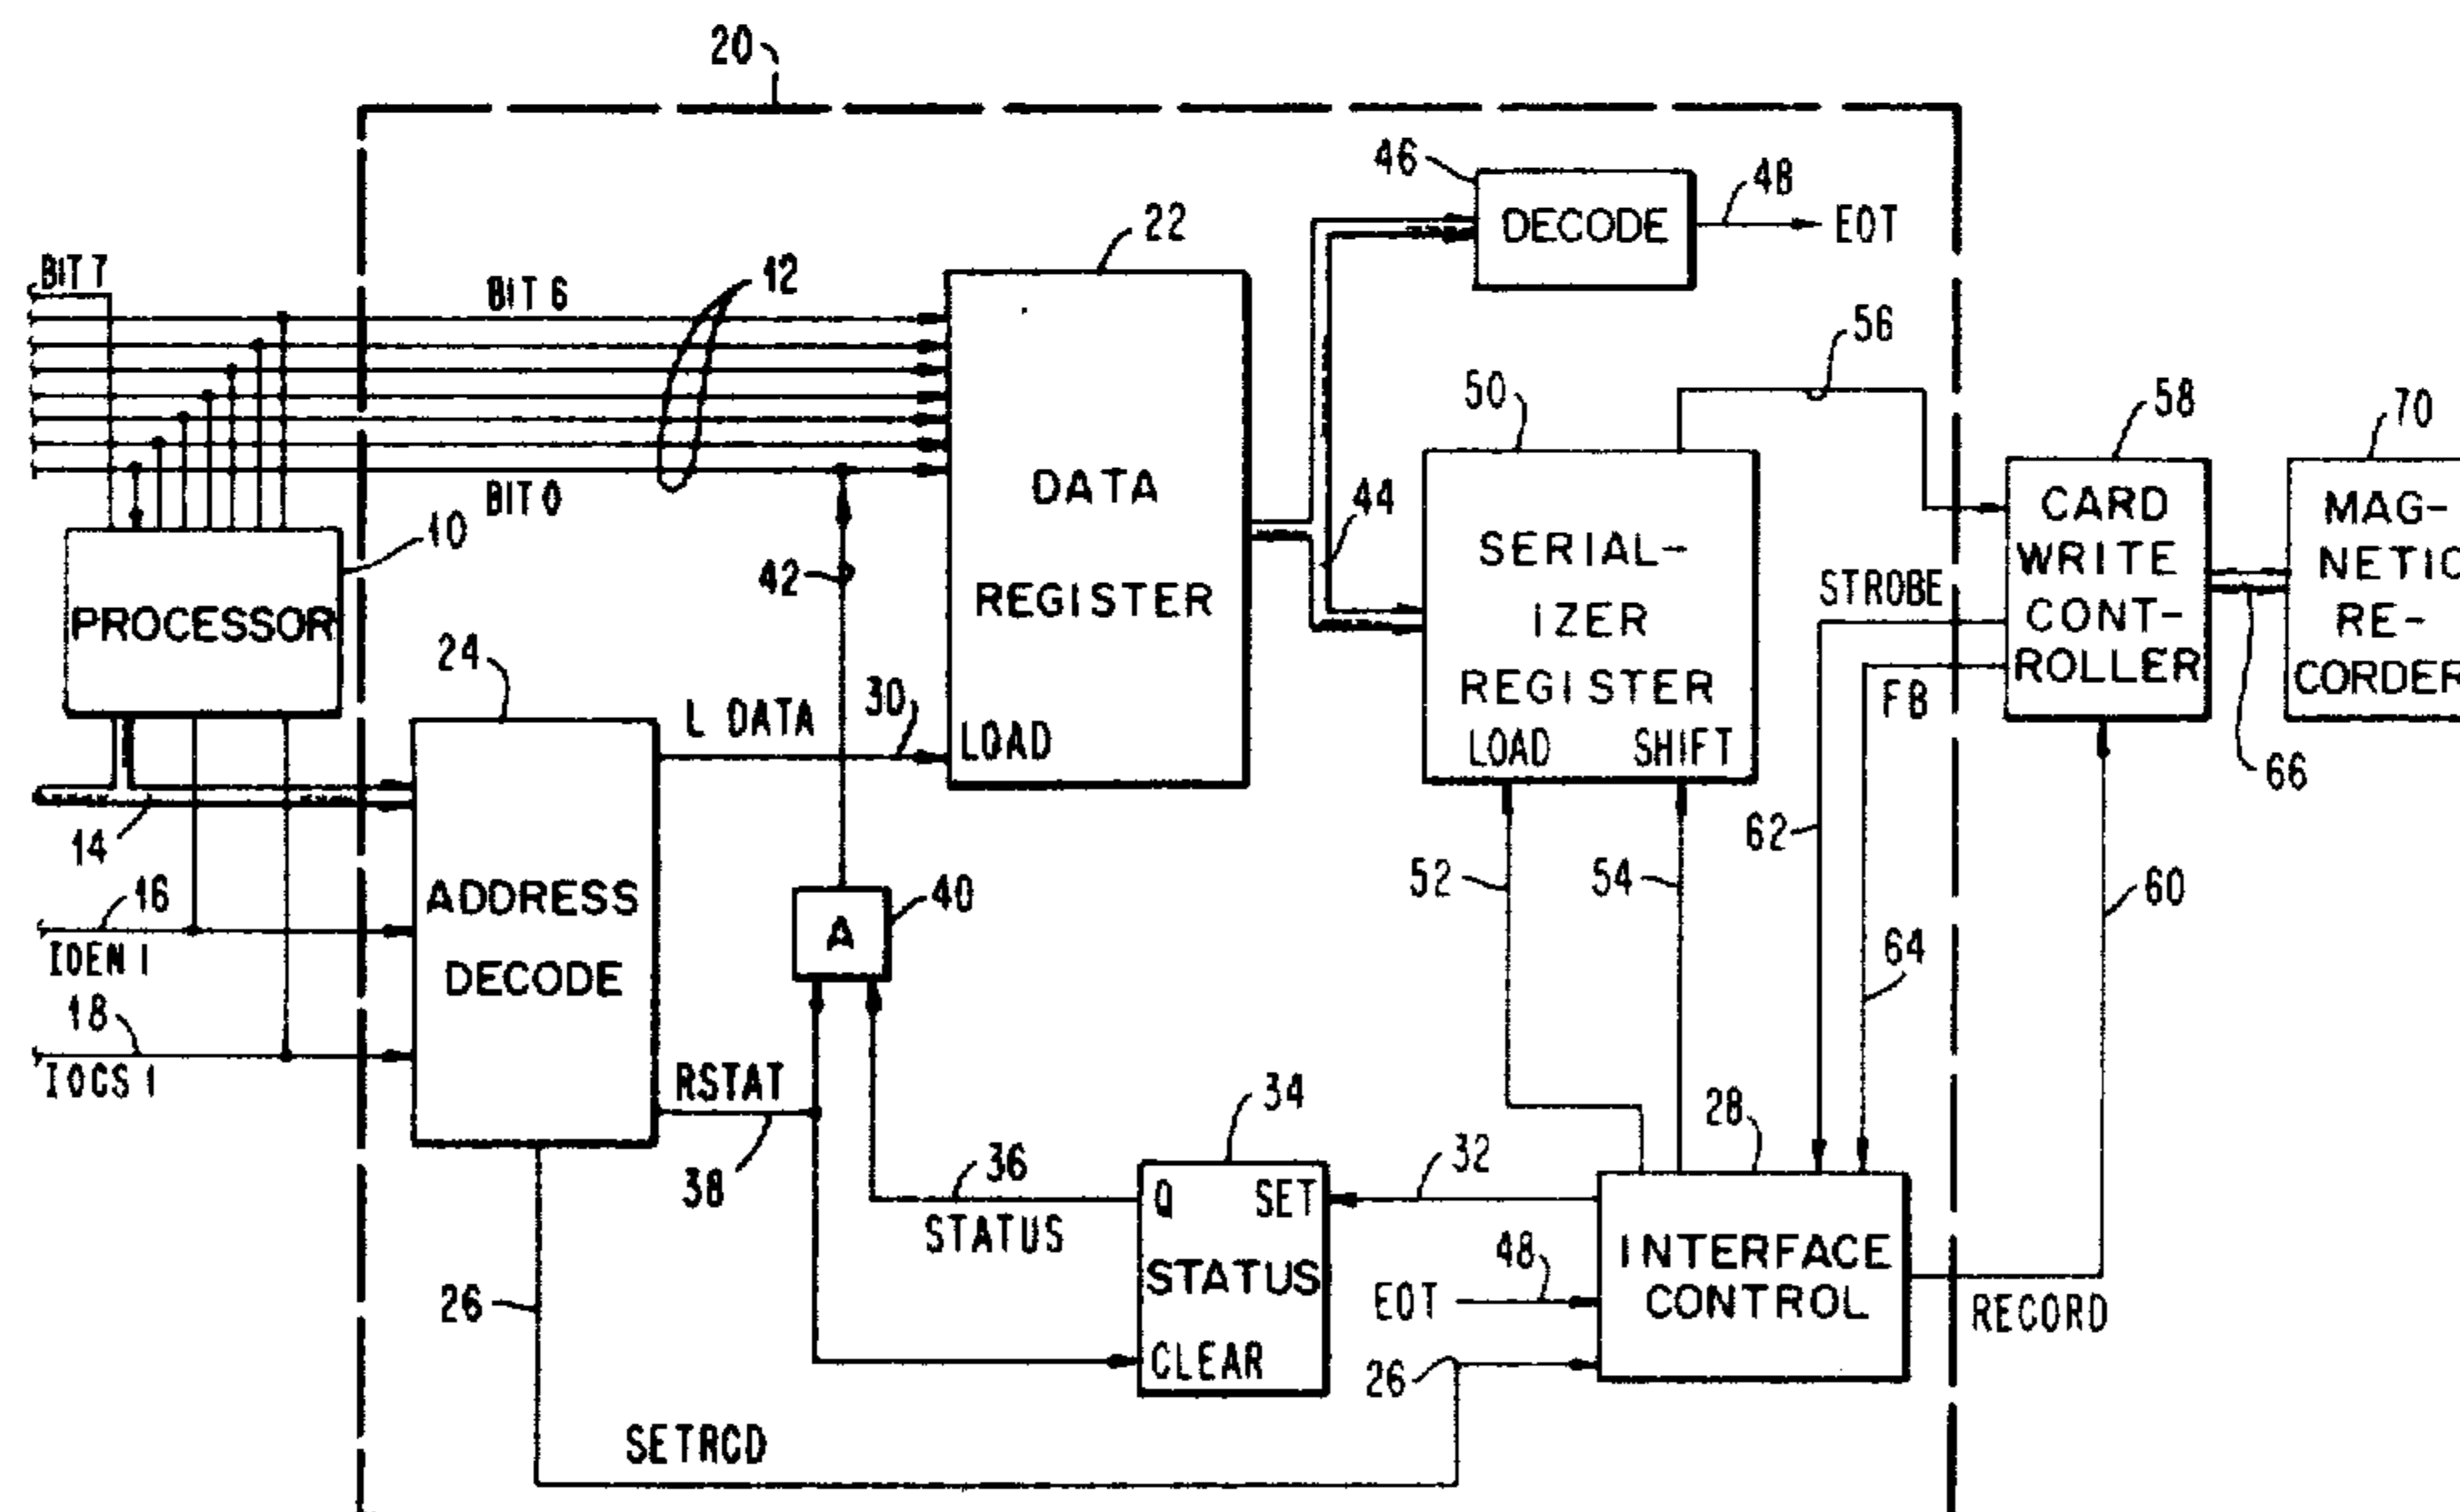 20
46
DECODE
48
EOT
22
BIT 7
BIT 6
12
BIT 0
56
50
58
70
10
PROCESSOR
42
DATA
REGISTER
LOAD
44
SERIAL-
IZER
REGISTER
LOAD SHIFT
CARD
WRITE
CONT-
ROLLER
MAG-
NETIC
RE-
CORDER
STROBE
FB
66
24
L DATA
30
14
16
IDEN 1
18
IOCS 1
ADDRESS
DECODE
A
40
52
54
62
64
60
RSTAT
38
36
STATUS
34
Q SET
STATUS
CLEAR
32
28
INTERFACE
CONTROL
EOT
48
26
RECORD
26
SETRCD